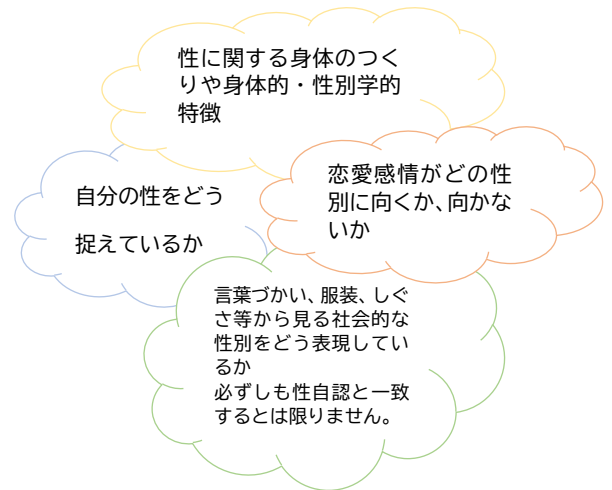 性に関する身体のつく
りや身体的・性別学的
特徴
自分の性をどう
捉えているか
恋愛感情がどの性
別に向くか、向かな
いか
言葉づかい、服装、しぐ
さ等から見る社会的な
性別をどう表現してい
るか
必ずしも性自認と一致
するとは限りません。